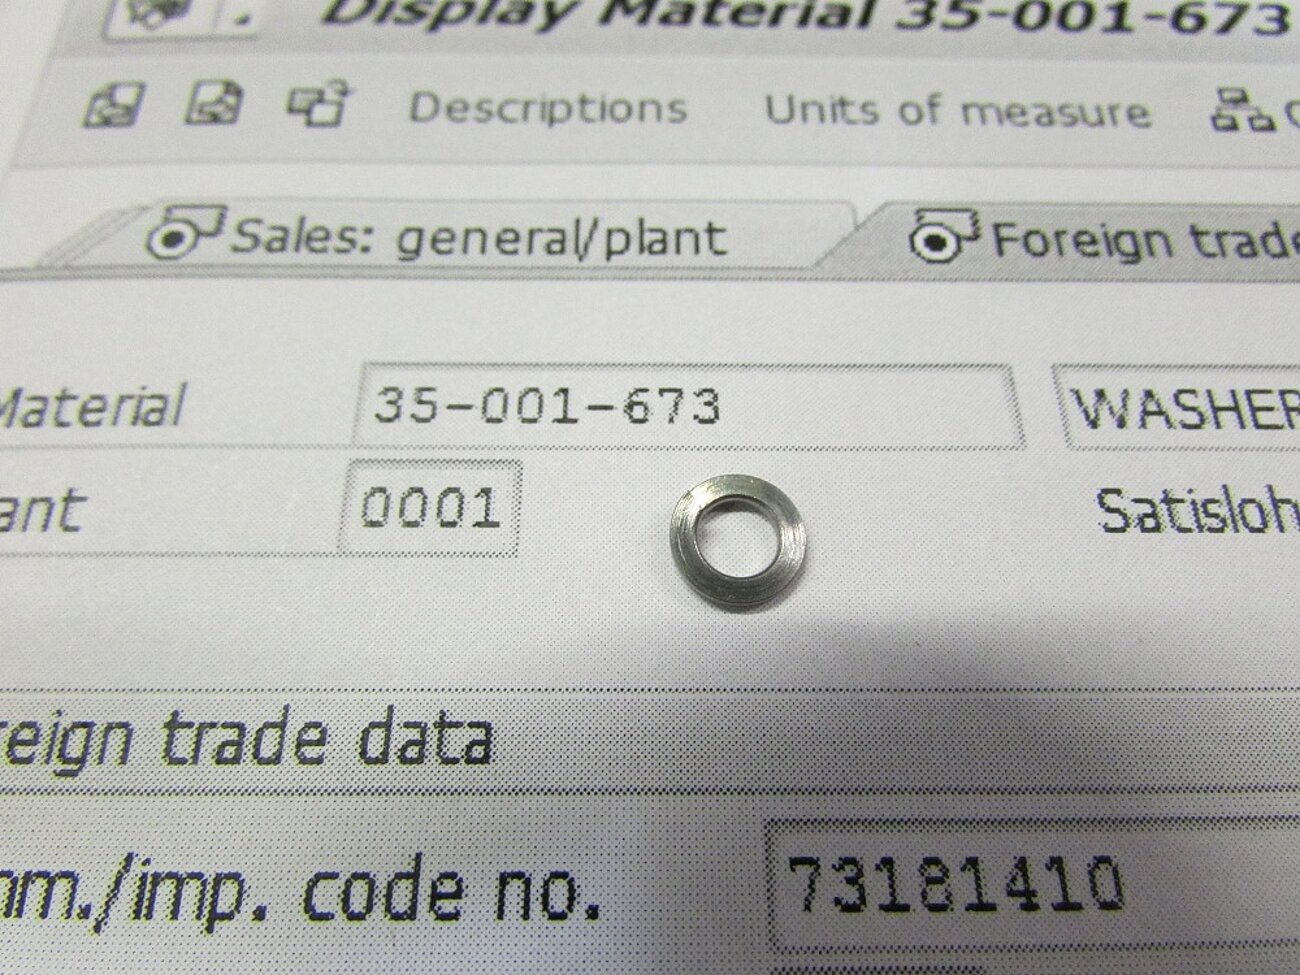 Display Material 35-001-673
Descriptions Units of measure
Sales: general/plant Foreign trade
Material 35-001-673 WASHER
ant 0001 Satisloh
reign trade data
mm./imp. code no. 73181410